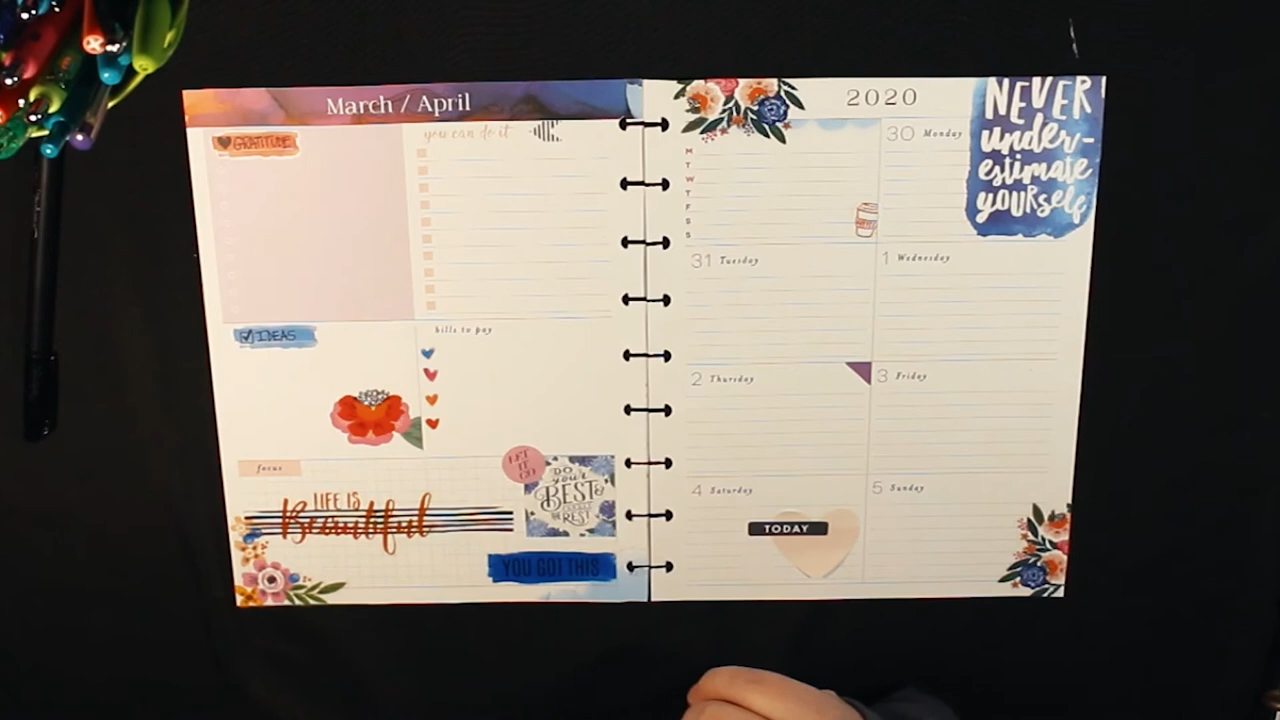 March / April
GRATITUDE
you can do it
IDEAS
bills to pay
focus
LIFE IS
Beautiful
LET
IT
GO
DO
your
BEST &
REST
YOU GOT THIS
2020
NEVER
under-
estimate
yourself
M
T
W
T
F
S
S
30 Monday
31 Tuesday
1 Wednesday
2 Thursday
3 Friday
4 Saturday
TODAY
5 Sunday